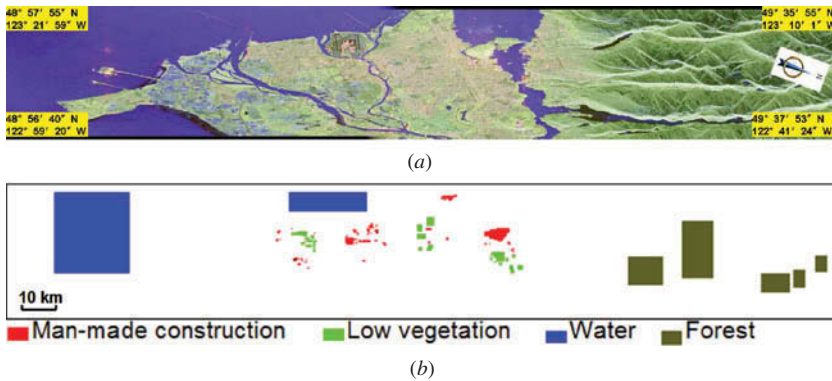 48° 57' 55" N
123° 21' 59" W
49° 35' 55" N
123° 10' 1" W
N
48° 56' 40" N
122° 59' 20" W
49° 37' 53" N
122° 41' 24" W
(a)
10 km
Man-made construction Low vegetation Water Forest
(b)